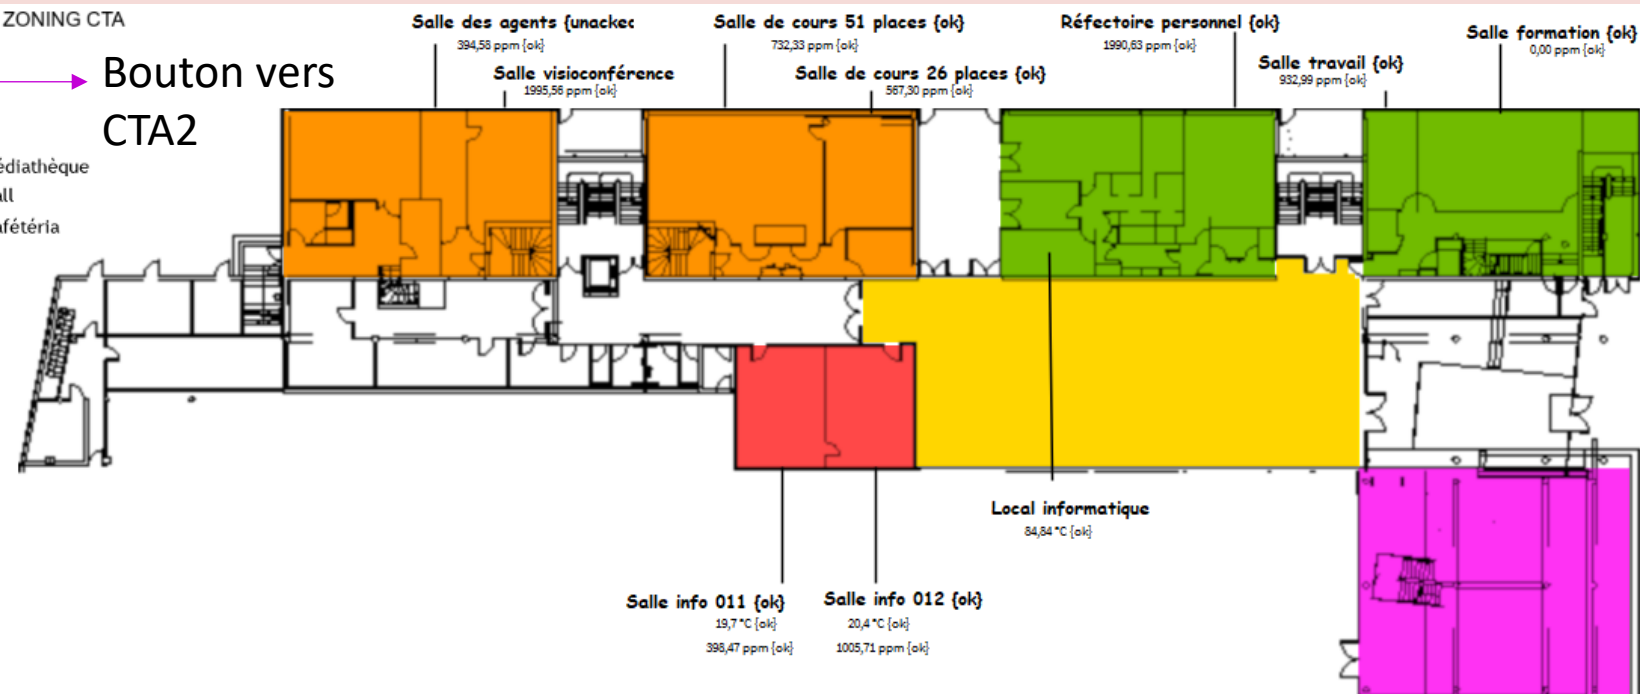 ZONING CTA
Bouton vers
CTA2
édiathèque
all
afétéria
Salle des agents {unackec
394,58 ppm {ok}
Salle visioconférence
1995,56 ppm {ok}
Salle de cours 51 places {ok}
732,33 ppm {ok}
Salle de cours 26 places {ok}
567,30 ppm {ok}
Réfectoire personnel {ok}
1990,63 ppm {ok}
Salle travail {ok}
932,99 ppm {ok}
Salle formation {ok}
0,00 ppm {ok}
Local informatique
84,84 °C {ok}
Salle info 011 {ok}
19,7 °C {ok}
398,47 ppm {ok}
Salle info 012 {ok}
20,4 °C {ok}
1005,71 ppm {ok}